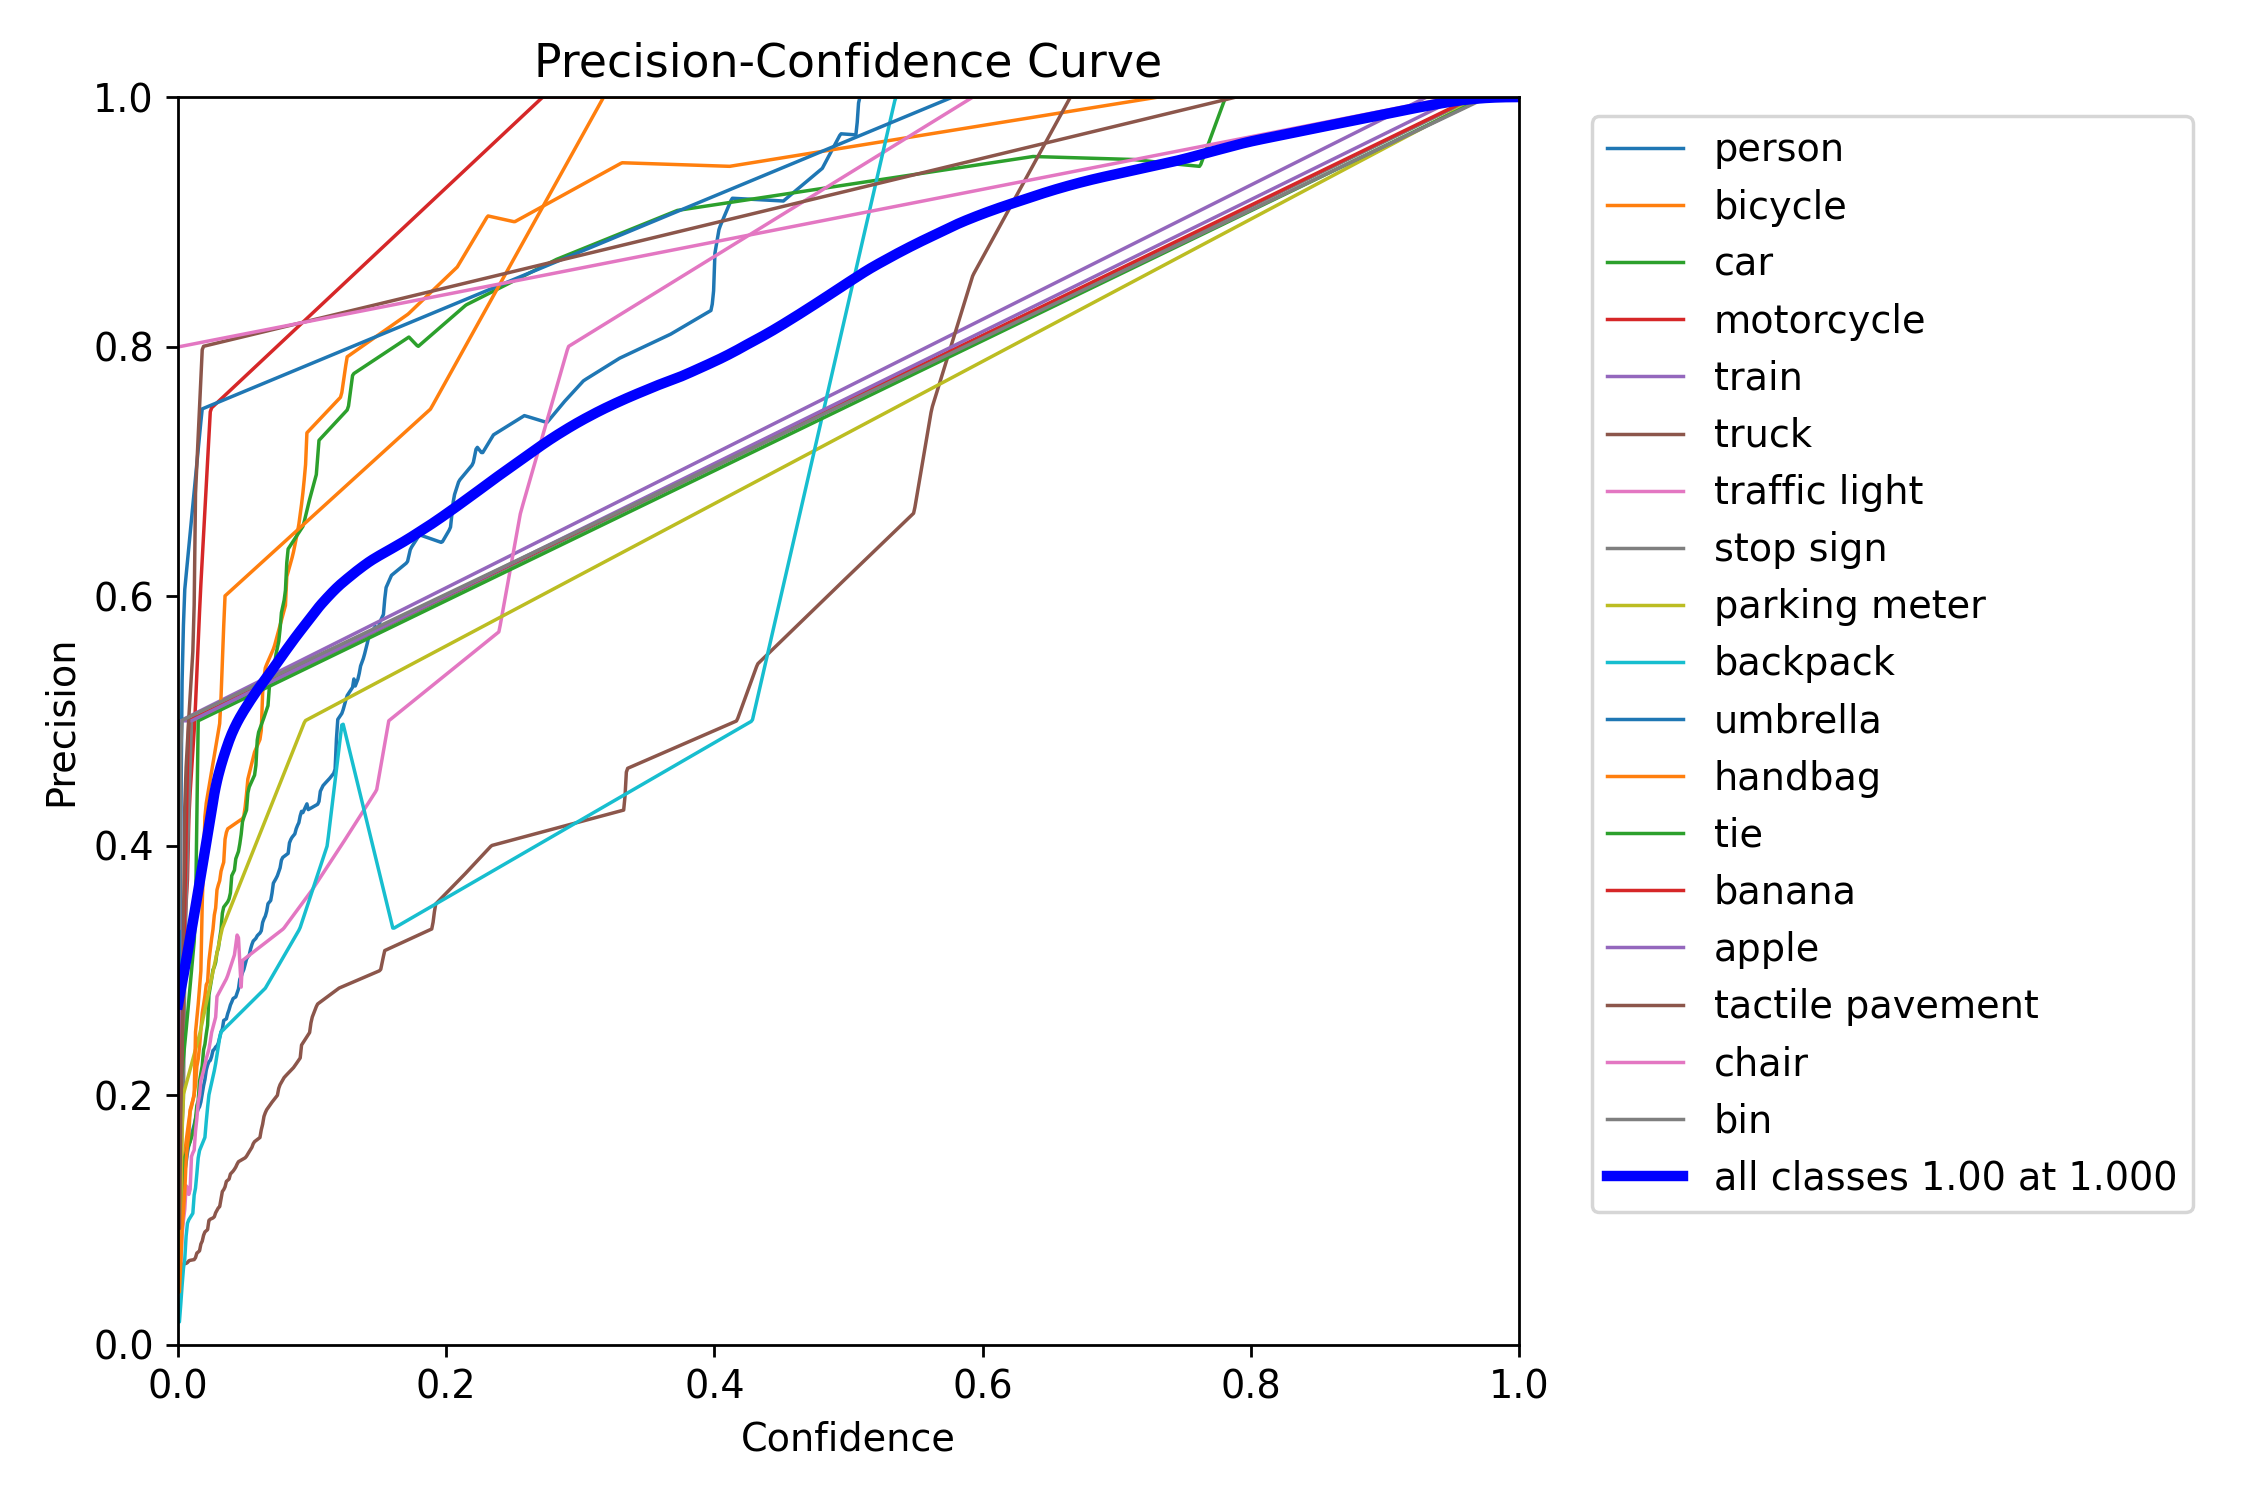 Precision-Confidence Curve
1.0
0.8
0.6
0.4
0.2
0.0
Precision
0.0 0.2 0.4 0.6 0.8 1.0
Confidence
person
bicycle
car
motorcycle
train
truck
traffic light
stop sign
parking meter
backpack
umbrella
handbag
tie
banana
apple
tactile pavement
chair
bin
all classes 1.00 at 1.000